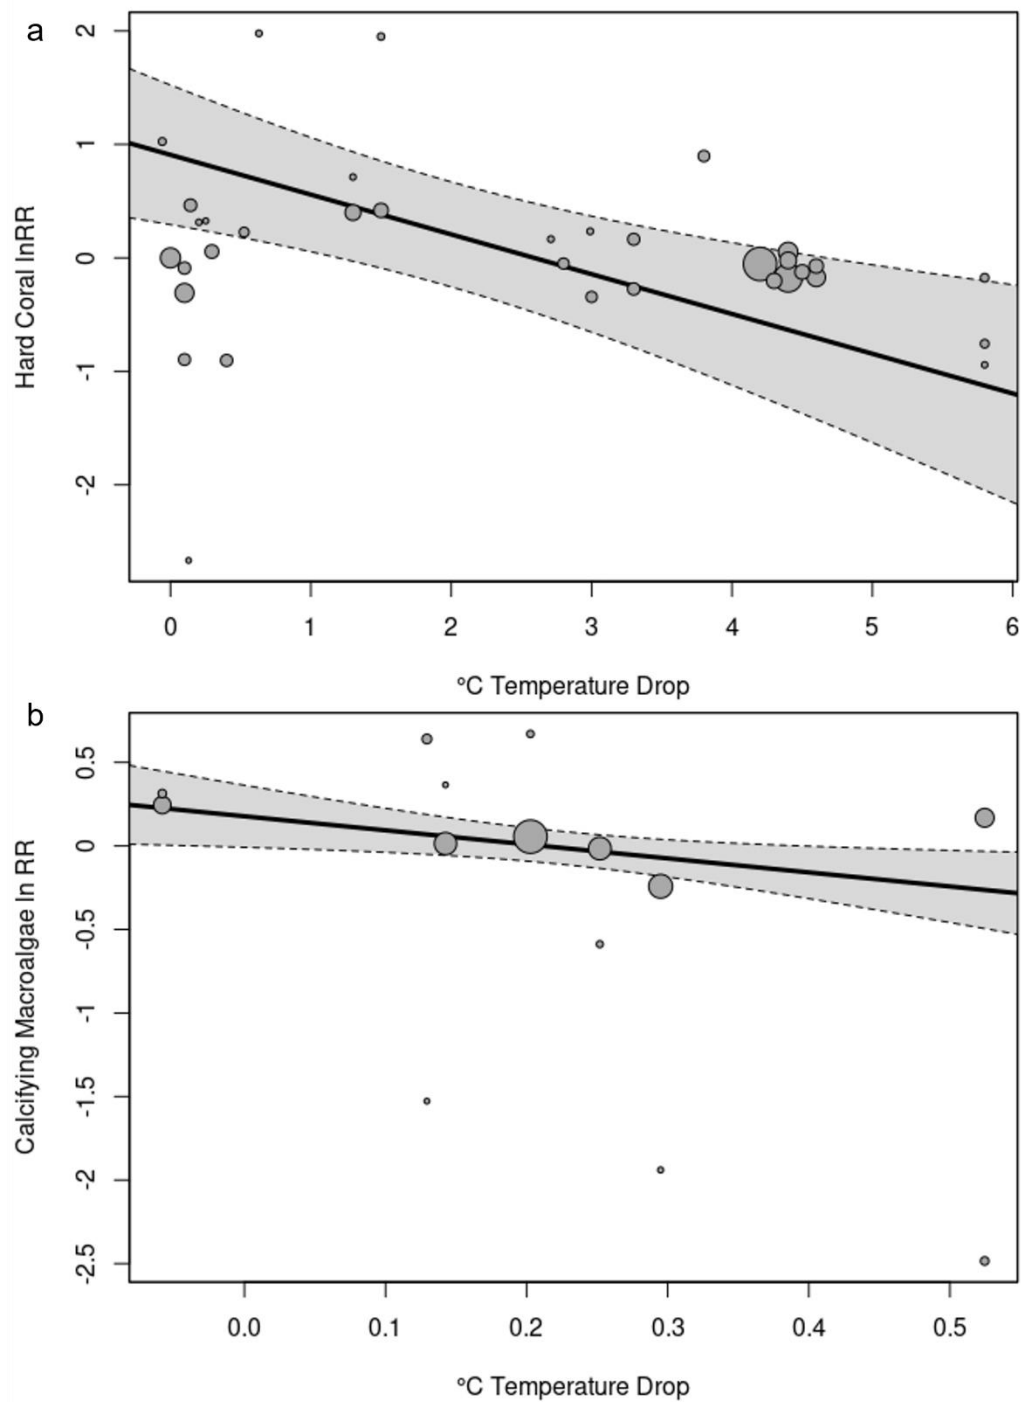 a
2
1
0
-1
-2
Hard Coral lnRR
0 1 2 3 4 5 6
°C Temperature Drop
b
0.5
0
-0.5
-1
-1.5
-2
-2.5
Calcifying Macroalgae ln RR
0.0 0.1 0.2 0.3 0.4 0.5
°C Temperature Drop